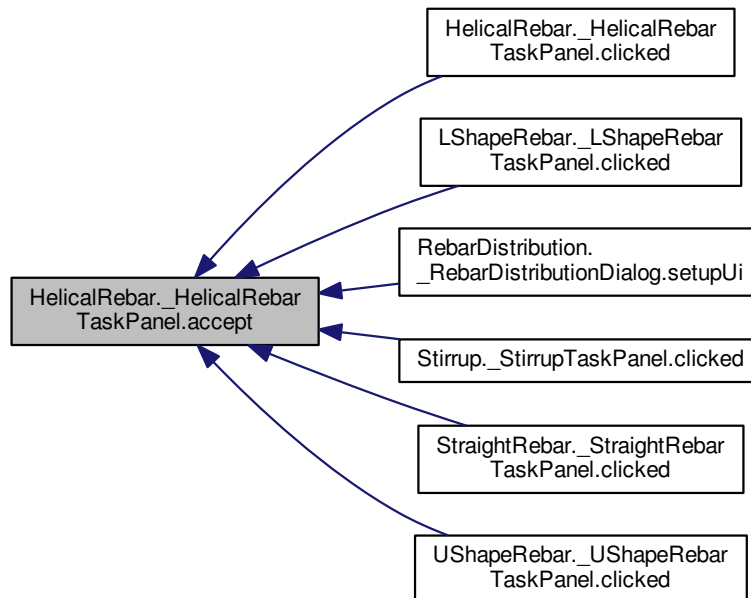 HelicalRebar._HelicalRebar
TaskPanel.clicked
LShapeRebar._LShapeRebar
TaskPanel.clicked
RebarDistribution.
_RebarDistributionDialog.setupUi
HelicalRebar._HelicalRebar
TaskPanel.accept
Stirrup._StirrupTaskPanel.clicked
StraightRebar._StraightRebar
TaskPanel.clicked
UShapeRebar._UShapeRebar
TaskPanel.clicked